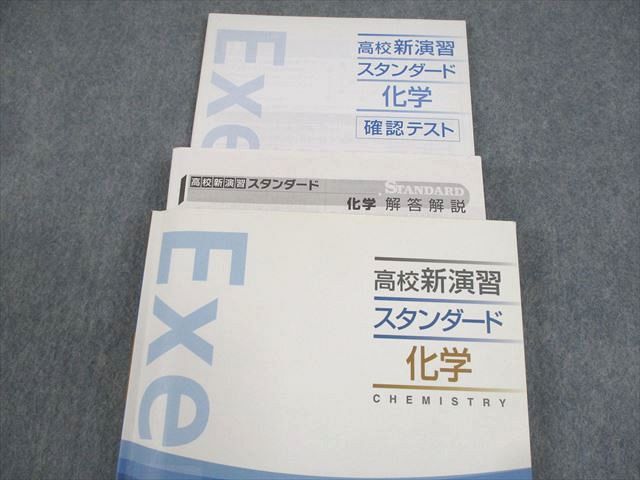 Exe
高校新演習
スタンダード
化学
確認テスト
高校新演習スタンダード
STANDARD
化学 解答解説
Exe
高校新演習
スタンダード
化学
CHEMISTRY